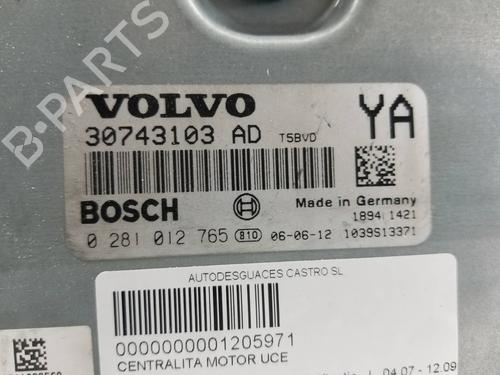 VOLVO
YA
30743103 AD T5BVD
BOSCH
Made in Germany
1894 1421
0 281 012 765 810 06-06-12 1039S13371
AUTODESGUACES CASTRO SL
0000000001205971
CENTRALITA MOTOR UCE
04.07 - 12.09
B-Parts